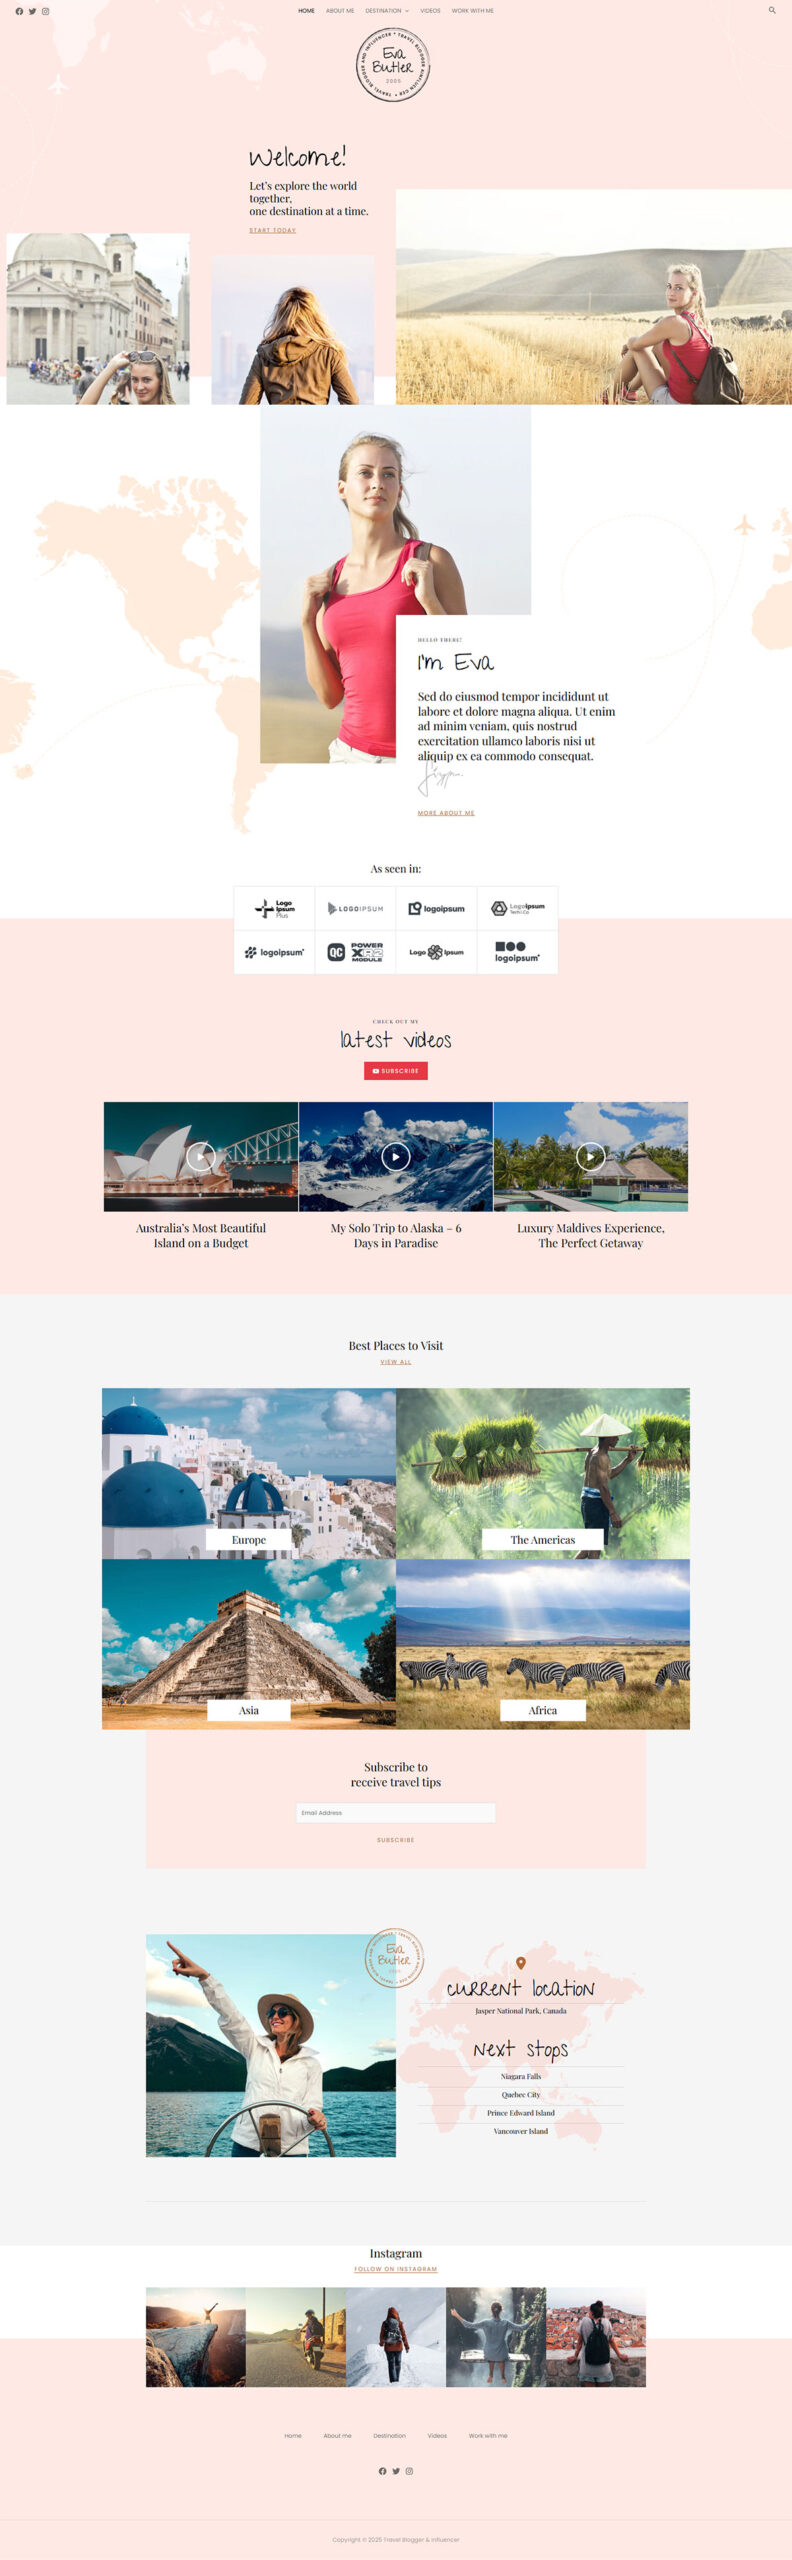 HOME ABOUT ME DESTINATION VIDEOS WORK WITH ME
TRAVEL BLOGGER AND INFLUENCER
Eva
Butler
2005
Welcome!
Let's explore the world
together,
one destination at a time.
START TODAY
HELLO THERE!
I'm Eva
Sed do eiusmod tempor incididunt ut
labore et dolore magna aliqua. Ut enim
ad minim veniam, quis nostrud
exercitation ullamco laboris nisi ut
aliquip ex ea commodo consequat.
MORE ABOUT ME
As seen in:
Logo
Ipsum
Plus
LOGOIPSUM
logoipsum
Logoipsum
Tech&Co
logoipsum
QC POWER
XR2
MODULE
Logo Ipsum
logoipsum
CHECK OUT MY
latest videos
SUBSCRIBE
Australia's Most Beautiful
Island on a Budget
My Solo Trip to Alaska – 6
Days in Paradise
Luxury Maldives Experience,
The Perfect Getaway
Best Places to Visit
VIEW ALL
Europe
The Americas
Asia
Africa
Subscribe to
receive travel tips
Email Address
SUBSCRIBE
TRAVEL BLOGGER AND INFLUENCER
Eva
Butler
2005
current location
Jasper National Park, Canada
Next stops
Niagara Falls
Quebec City
Prince Edward Island
Vancouver Island
Instagram
FOLLOW ON INSTAGRAM
Home About me Destination Videos Work with me
Copyright © 2025 Travel Blogger & Influencer